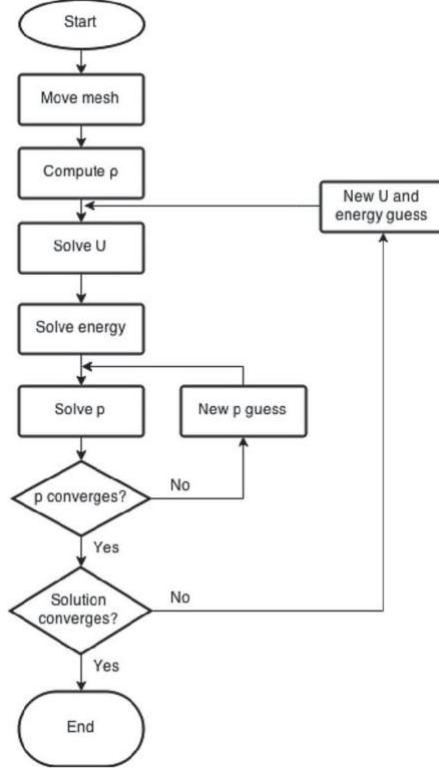 Start
Move mesh
Compute ρ
New U and
energy guess
Solve U
Solve energy
Solve p
New p guess
p converges?
No
Yes
Solution
converges?
No
Yes
End